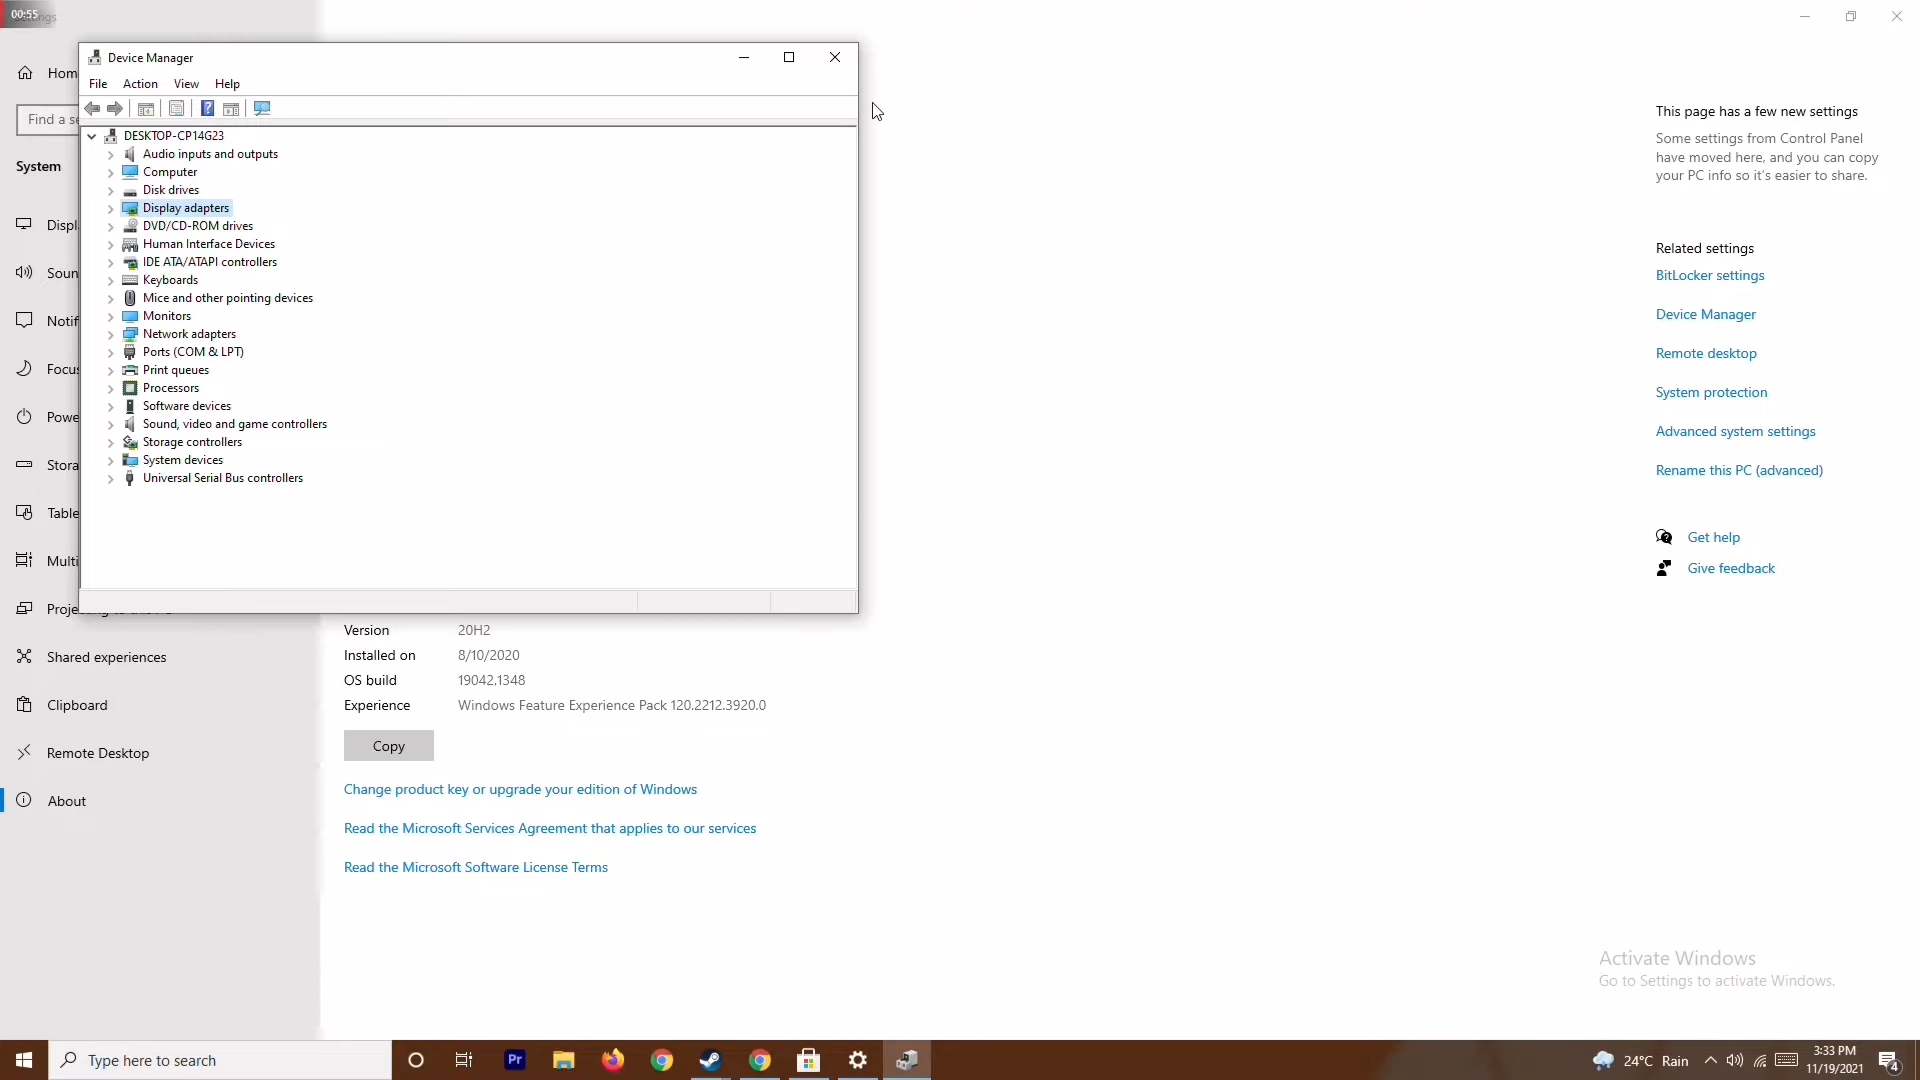 00:55
Device Manager
File Action View Help
DESKTOP-CP14G23
Audio inputs and outputs
Computer
Disk drives
Display adapters
DVD/CD-ROM drives
Human Interface Devices
IDE ATA/ATAPI controllers
Keyboards
Mice and other pointing devices
Monitors
Network adapters
Ports (COM & LPT)
Print queues
Processors
Software devices
Sound, video and game controllers
Storage controllers
System devices
Universal Serial Bus controllers
Hom
Find a se
System
Displ
Soun
Notif
Focus
Powe
Stora
Table
Multi
Shared experiences
Clipboard
Remote Desktop
About
Version 20H2
Installed on 8/10/2020
OS build 19042.1348
Experience Windows Feature Experience Pack 120.2212.3920.0
Copy
Change product key or upgrade your edition of Windows
Read the Microsoft Services Agreement that applies to our services
Read the Microsoft Software License Terms
This page has a few new settings
Some settings from Control Panel
have moved here, and you can copy
your PC info so it's easier to share.
Related settings
BitLocker settings
Device Manager
Remote desktop
System protection
Advanced system settings
Rename this PC (advanced)
Get help
Give feedback
Activate Windows
Go to Settings to activate Windows.
Type here to search
Pr
24°C Rain
3:33 PM
11/19/2021
4